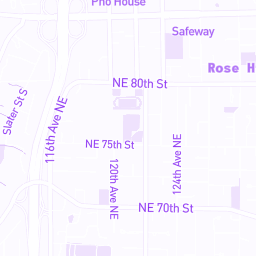 Pho House
Safeway
Rose H
NE 80th St
Slater St S
116th Ave NE
NE 75th St
120th Ave NE
124th Ave NE
NE 70th St